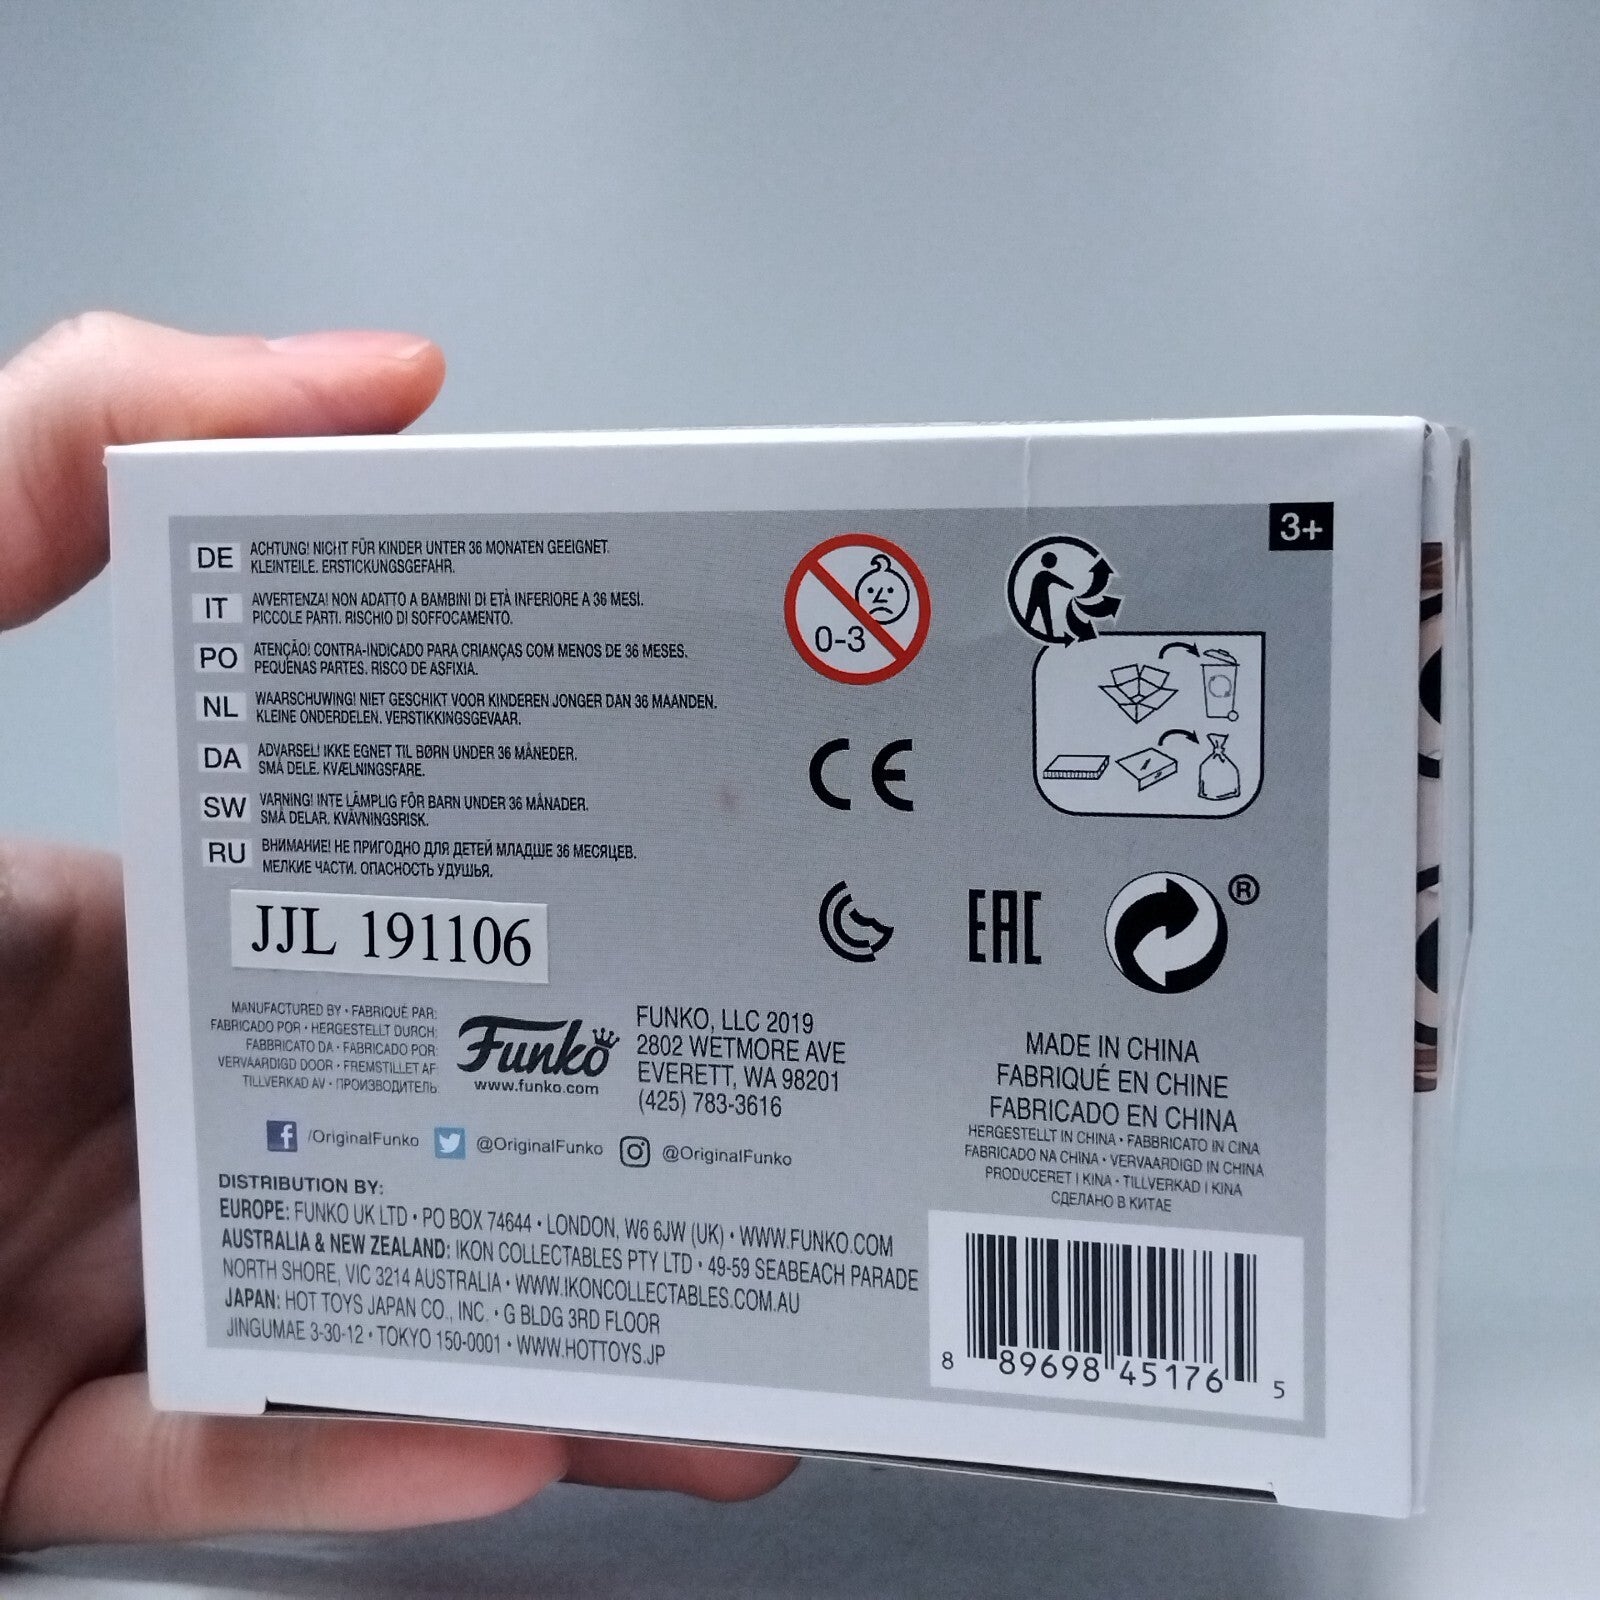 3+
DE ACHTUNG! NICHT FÜR KINDER UNTER 36 MONATEN GEEIGNET.
KLEINTEILE. ERSTICKUNGSGEFAHR.
IT AVVERTENZA! NON ADATTO A BAMBINI DI ETÀ INFERIORE A 36 MESI.
PICCOLE PARTI. RISCHIO DI SOFFOCAMENTO.
PO ATENÇÃO! CONTRA-INDICADO PARA CRIANÇAS COM MENOS DE 36 MESES.
PEQUENAS PARTES. RISCO DE ASFIXIA.
NL WAARSCHUWING! NIET GESCHIKT VOOR KINDEREN JONGER DAN 36 MAANDEN.
KLEINE ONDERDELEN. VERSTIKKINGSGEVAAR.
DA ADVARSEL! IKKE EGNET TIL BØRN UNDER 36 MÅNEDER.
SMÅ DELE. KVÆLNINGSFARE.
SW VARNING! INTE LÄMPLIG FÖR BARN UNDER 36 MÅNADER.
SMÅ DELAR. KVÄVNINGSRISK.
RU ВНИМАНИЕ! НЕ ПРИГОДНО ДЛЯ ДЕТЕЙ МЛАДШЕ 36 МЕСЯЦЕВ.
МЕЛКИЕ ЧАСТИ. ОПАСНОСТЬ УДУШЬЯ.
0-3
CE
EAC
®
JJL 191106
MANUFACTURED BY • FABRIQUÉ PAR:
FABRICADO POR • HERGESTELLT DURCH:
FABBRICATO DA • FABRICADO POR:
VERVAARDIGD DOOR • FREMSTILLET AF
TILLVERKAD AV • ПРОИЗВОДИТЕЛЬ
Funko
www.funko.com
FUNKO, LLC 2019
2802 WETMORE AVE
EVERETT, WA 98201
(425) 783-3616
MADE IN CHINA
FABRIQUÉ EN CHINE
FABRICADO EN CHINA
HERGESTELLT IN CHINA • FABBRICATO IN CINA
FABRICADO NA CHINA • VERVAARDIGD IN CHINA
PRODUCERET I KINA • TILLVERKAD I KINA
СДЕЛАНО В КИТАЕ
f /OriginalFunko @OriginalFunko @OriginalFunko
DISTRIBUTION BY:
EUROPE: FUNKO UK LTD • PO BOX 74644 • LONDON, W6 6JW (UK) • WWW.FUNKO.COM
AUSTRALIA & NEW ZEALAND: IKON COLLECTABLES PTY LTD • 49-59 SEABEACH PARADE
NORTH SHORE, VIC 3214 AUSTRALIA • WWW.IKONCOLLECTABLES.COM.AU
JAPAN: HOT TOYS JAPAN CO., INC. • G BLDG 3RD FLOOR
JINGUMAE 3-30-12 • TOKYO 150-0001 • WWW.HOTTOYS.JP
8 89698 45176 5